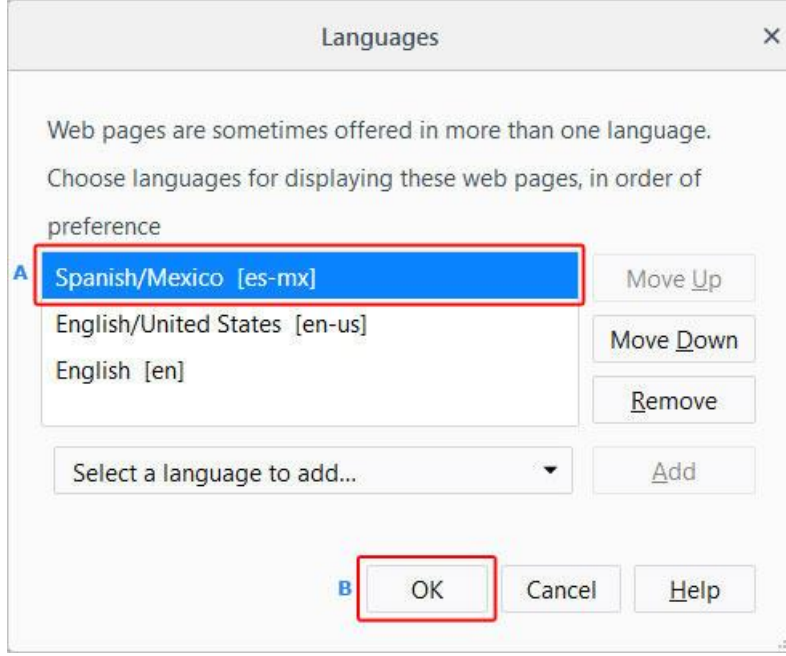 Languages
Web pages are sometimes offered in more than one language.
Choose languages for displaying these web pages, in order of
preference
A
Spanish/Mexico [es-mx]
Move Up
English/United States [en-us]
Move Down
English [en]
Remove
Select a language to add...
Add
B
OK
Cancel
Help